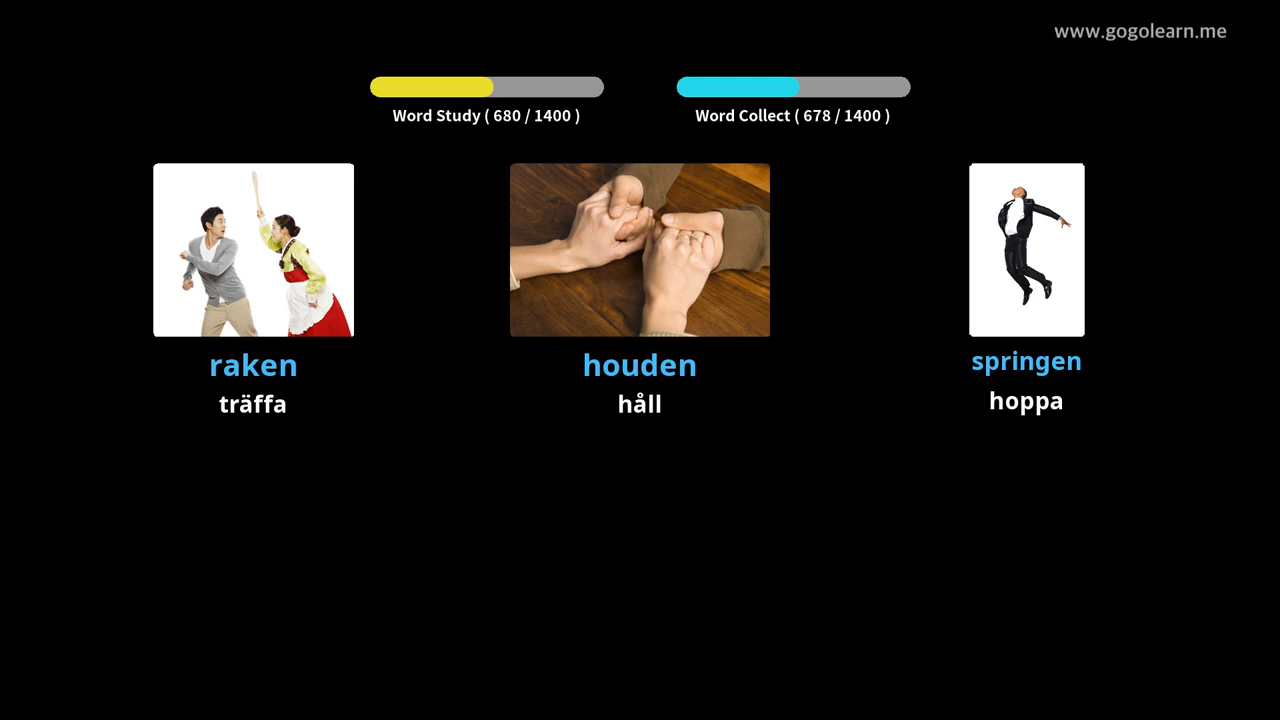 www.gogolearn.me
Word Study ( 680 / 1400 )
Word Collect ( 678 / 1400 )
raken
träffa
houden
håll
springen
hoppa